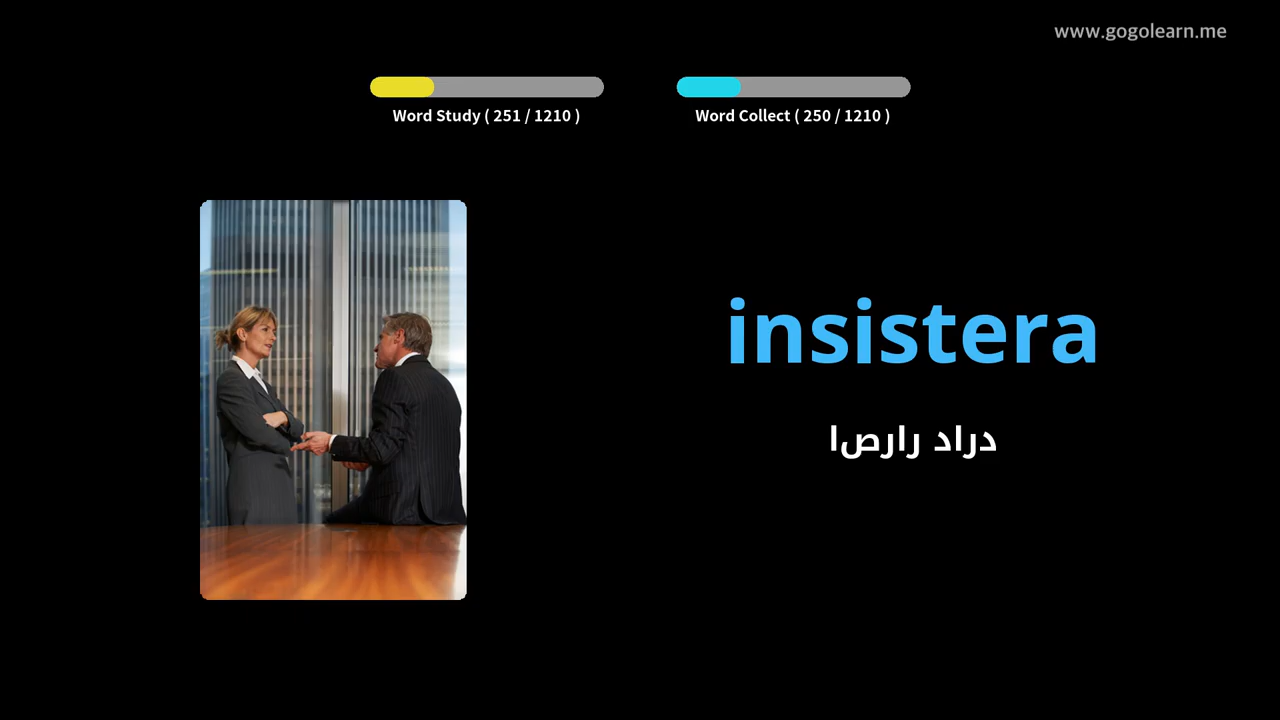 www.gogolearn.me
Word Study ( 251 / 1210 )
Word Collect ( 250 / 1210 )
insistera
دراد رارصا